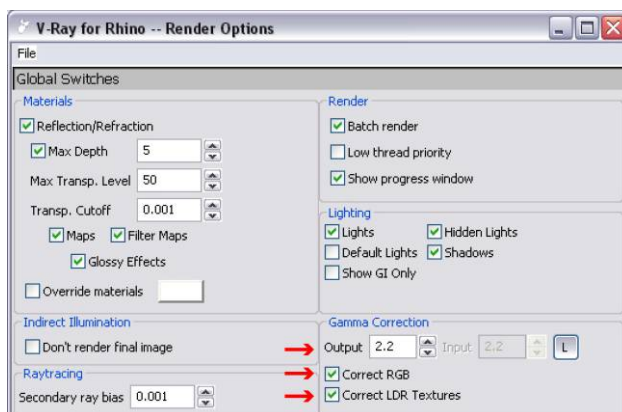 V-Ray for Rhino -- Render Options
File
Global Switches
Materials
Reflection/Refraction
Max Depth 5
Max Transp. Level 50
Transp. Cutoff 0.001
Maps Filter Maps
Glossy Effects
Override materials
Render
Batch render
Low thread priority
Show progress window
Lighting
Lights Hidden Lights
Default Lights Shadows
Show GI Only
Indirect Illumination
Don't render final image
Gamma Correction
Output 2.2 Input 2.2 L
Correct RGB
Correct LDR Textures
Raytracing
Secondary ray bias 0.001